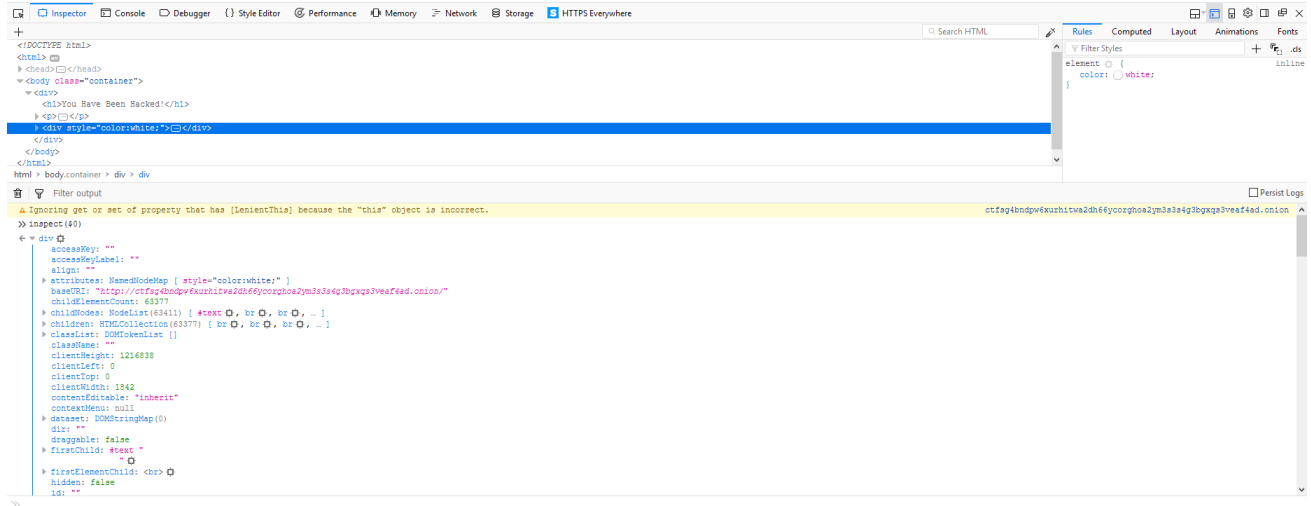 Inspector Console Debugger {} Style Editor Performance Memory Network Storage S HTTPS Everywhere
+ Search HTML
<!DOCTYPE html>
<html>
<head></head>
<body class="container">
<div>
<h1>You Have Been Hacked!</h1>
<p></p>
<div style="color:white;"></div>
</div>
</body>
</html>
html > body.container > div > div
Rules Computed Layout Animations Fonts
Filter Styles + .cls
element { inline
color: white;
}
Filter output Persist Logs
Ignoring get or set of property that has [LenientThis] because the “this” object is incorrect. ctfsg4bndpw6xurhitwa2dh66ycorghoa2ym3s3s4g3bgxqs3veaf4ad.onion
>> inspect($0)
div
accessKey: ""
accessKeyLabel: ""
align: ""
attributes: NamedNodeMap [ style="color:white;" ]
baseURI: "http://ctfsg4bndpw6xurhitwa2dh66ycorghoa2ym3s3s4g3bgxqs3veaf4ad.onion/"
childElementCount: 63377
childNodes: NodeList(63411) [ #text, br, br, … ]
children: HTMLCollection(63377) [ br, br, br, … ]
classList: DOMTokenList []
className: ""
clientHeight: 1216838
clientLeft: 0
clientTop: 0
clientWidth: 1842
contentEditable: "inherit"
contextMenu: null
dataset: DOMStringMap(0)
dir: ""
draggable: false
firstChild: #text "
"
firstElementChild: <br>
hidden: false
id: ""